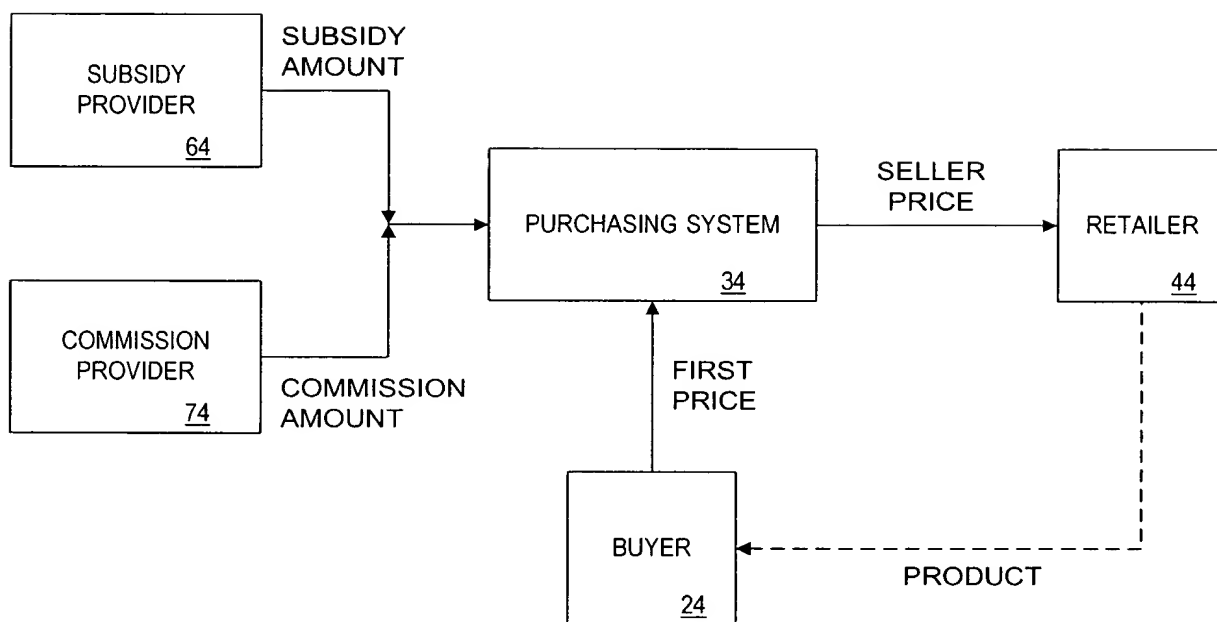 SUBSIDY
PROVIDER
64
SUBSIDY
AMOUNT
COMMISSION
PROVIDER
74
COMMISSION
AMOUNT
PURCHASING SYSTEM
34
SELLER
PRICE
RETAILER
44
FIRST
PRICE
BUYER
24
PRODUCT